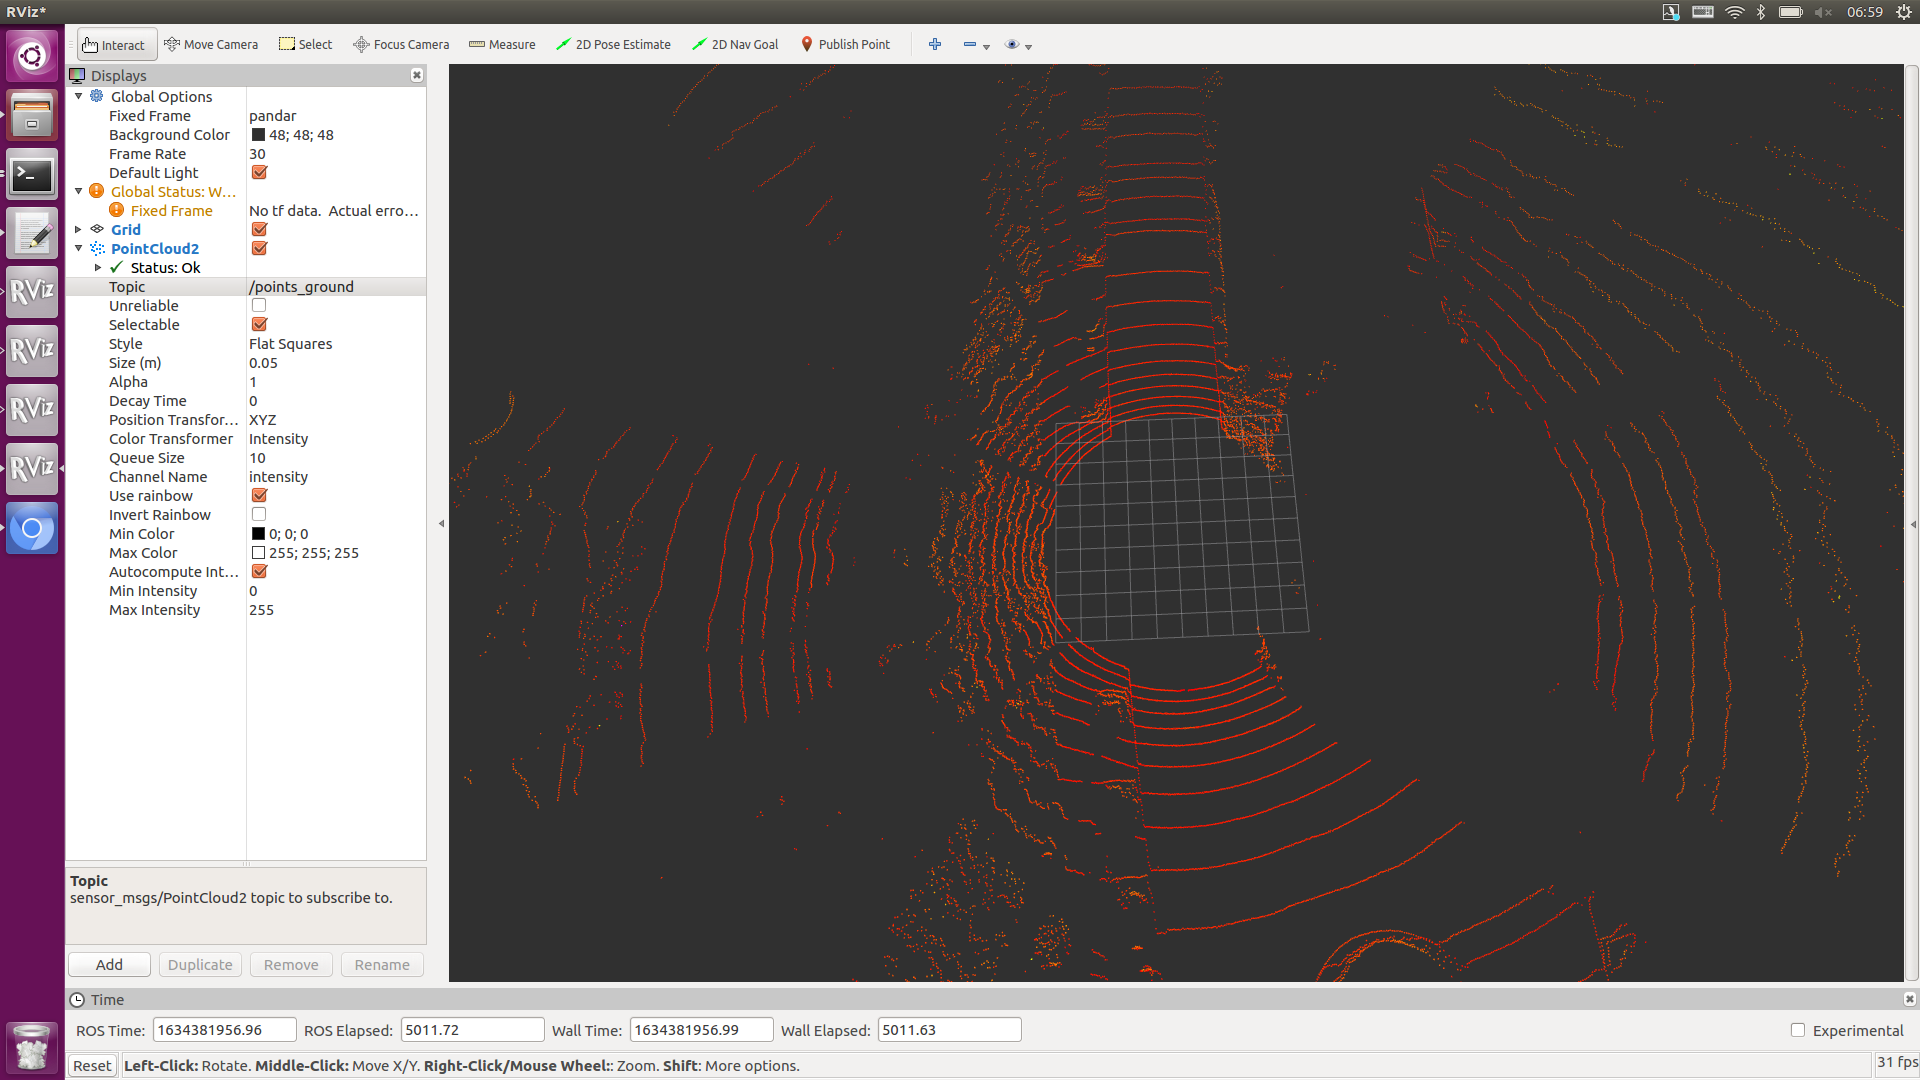 RViz*
06:59
Interact Move Camera Select Focus Camera Measure 2D Pose Estimate 2D Nav Goal Publish Point
Displays
Global Options
Fixed Frame pandar
Background Color 48; 48; 48
Frame Rate 30
Default Light
Global Status: W...
Fixed Frame No tf data. Actual erro...
Grid
PointCloud2
Status: Ok
Topic /points_ground
Unreliable
Selectable
Style Flat Squares
Size (m) 0.05
Alpha 1
Decay Time 0
Position Transfor... XYZ
Color Transformer Intensity
Queue Size 10
Channel Name intensity
Use rainbow
Invert Rainbow
Min Color 0; 0; 0
Max Color 255; 255; 255
Autocompute Int...
Min Intensity 0
Max Intensity 255
RViz
RViz
RViz
RViz
Topic
sensor_msgs/PointCloud2 topic to subscribe to.
Add Duplicate Remove Rename
Time
ROS Time: 1634381956.96 ROS Elapsed: 5011.72 Wall Time: 1634381956.99 Wall Elapsed: 5011.63 Experimental
Reset Left-Click: Rotate. Middle-Click: Move X/Y. Right-Click/Mouse Wheel:: Zoom. Shift: More options. 31 fps